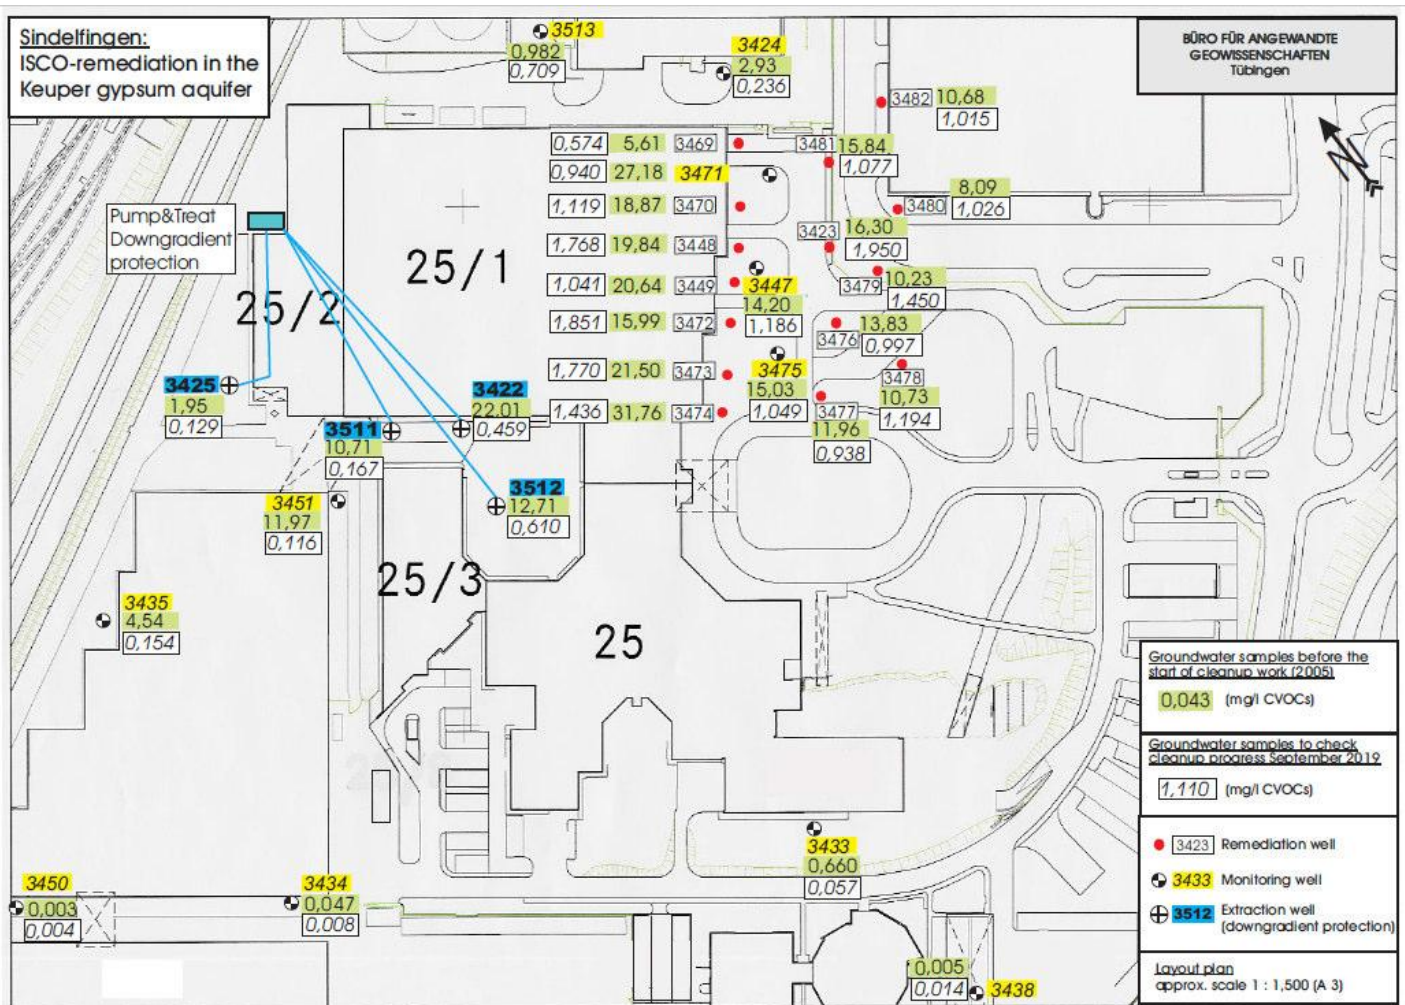 Sindelfingen:
ISCO-remediation in the
Keuper gypsum aquifer
BÜRO FÜR ANGEWANDTE
GEOWISSENSCHAFTEN
Tübingen
3513
0,982
0,709
3424
2,93
0,236
3482 10,68
1,015
0,574 5,61 3469
0,940 27,18 3471
1,119 18,87 3470
1,768 19,84 3448
1,041 20,64 3449
1,851 15,99 3472
1,770 21,50 3473
1,436 31,76 3474
3481 15,84
1,077
8,09
3480 1,026
3423 16,30
1,950
10,23
3479 1,450
3447
14,20
1,186
13,83
3476 0,997
3475
15,03
1,049
3478
10,73
1,194
3477
11,96
0,938
Pump&Treat
Downgradient
protection
25/1
25/2
3425
1,95
0,129
3422
22,01
0,459
3511
10,71
0,167
3512
12,71
0,610
3451
11,97
0,116
25/3
25
3435
4,54
0,154
3433
0,660
0,057
3450
0,003
0,004
3434
0,047
0,008
0,005
0,014 3438
Groundwater samples before the
start of cleanup work (2005)
0,043 (mg/l CVOCs)
Groundwater samples to check
cleanup progress September 2019
1,110 (mg/l CVOCs)
3423 Remediation well
3433 Monitoring well
3512 Extraction well
(downgradient protection)
Layout plan
approx. scale 1 : 1,500 (A 3)
N